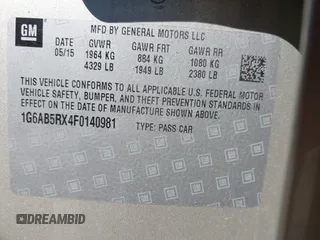 GM
MFD BY GENERAL MOTORS LLC
DATE GVWR GAWR FRT GAWR RR
05/15 1964 KG 884 KG 1080 KG
4329 LB 1949 LB 2380 LB
THIS VEHICLE CONFORMS TO ALL APPLICABLE U.S. FEDERAL MOTOR
VEHICLE SAFETY, BUMPER, AND THEFT PREVENTION STANDARDS IN
EFFECT ON THE DATE OF MANUFACTURE SHOWN ABOVE.
1G6AB5RX4F0140981 TYPE: PASS CAR
DREAMBID